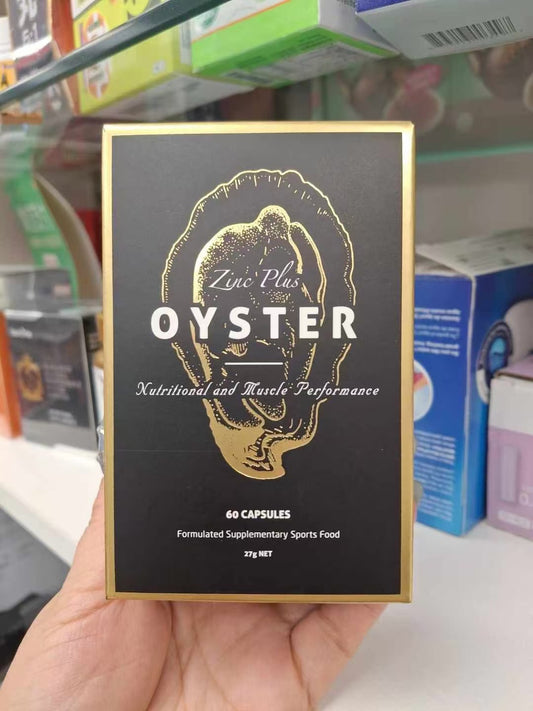 Zinc Plus
OYSTER
Nutritional and Muscle Performance
60 CAPSULES
Formulated Supplementary Sports Food
27g NET